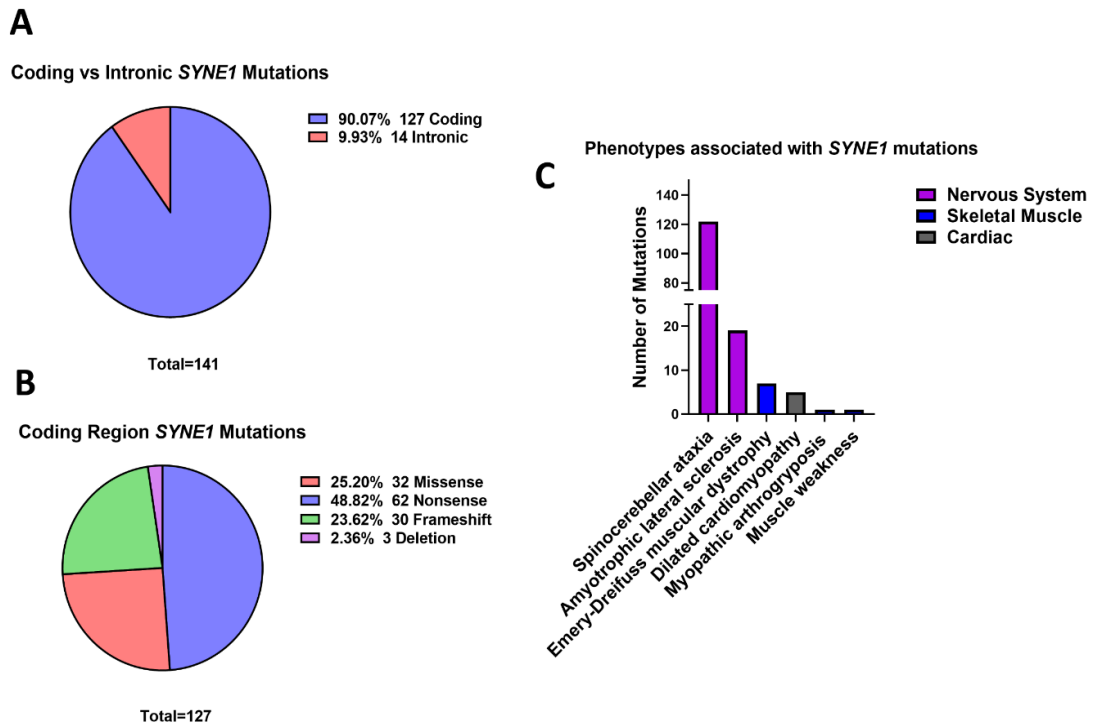 A
Coding vs Intronic SYNE1 Mutations
90.07% 127 Coding
9.93% 14 Intronic
Total=141
B
Coding Region SYNE1 Mutations
25.20% 32 Missense
48.82% 62 Nonsense
23.62% 30 Frameshift
2.36% 3 Deletion
Total=127
C
Phenotypes associated with SYNE1 mutations
Nervous System
Skeletal Muscle
Cardiac
Number of Mutations
140
120
100
80
20
10
0
Spinocerebellar ataxia
Amyotrophic lateral sclerosis
Emery-Dreifuss muscular dystrophy
Dilated cardiomyopathy
Myopathic arthrogryposis
Muscle weakness